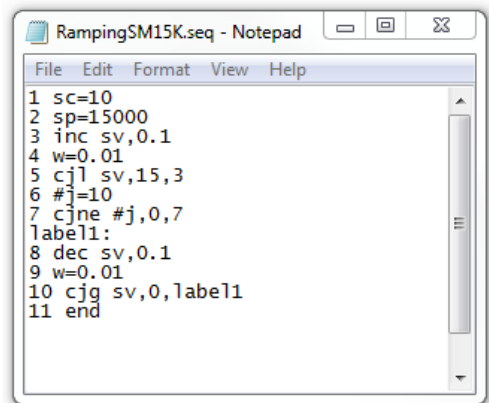 RampingSM15K.seq - Notepad
File Edit Format View Help
1 sc=10
2 sp=15000
3 inc sv,0.1
4 w=0.01
5 cjl sv,15,3
6 #j=10
7 cjne #j,0,7
label1:
8 dec sv,0.1
9 w=0.01
10 cjg sv,0,label1
11 end